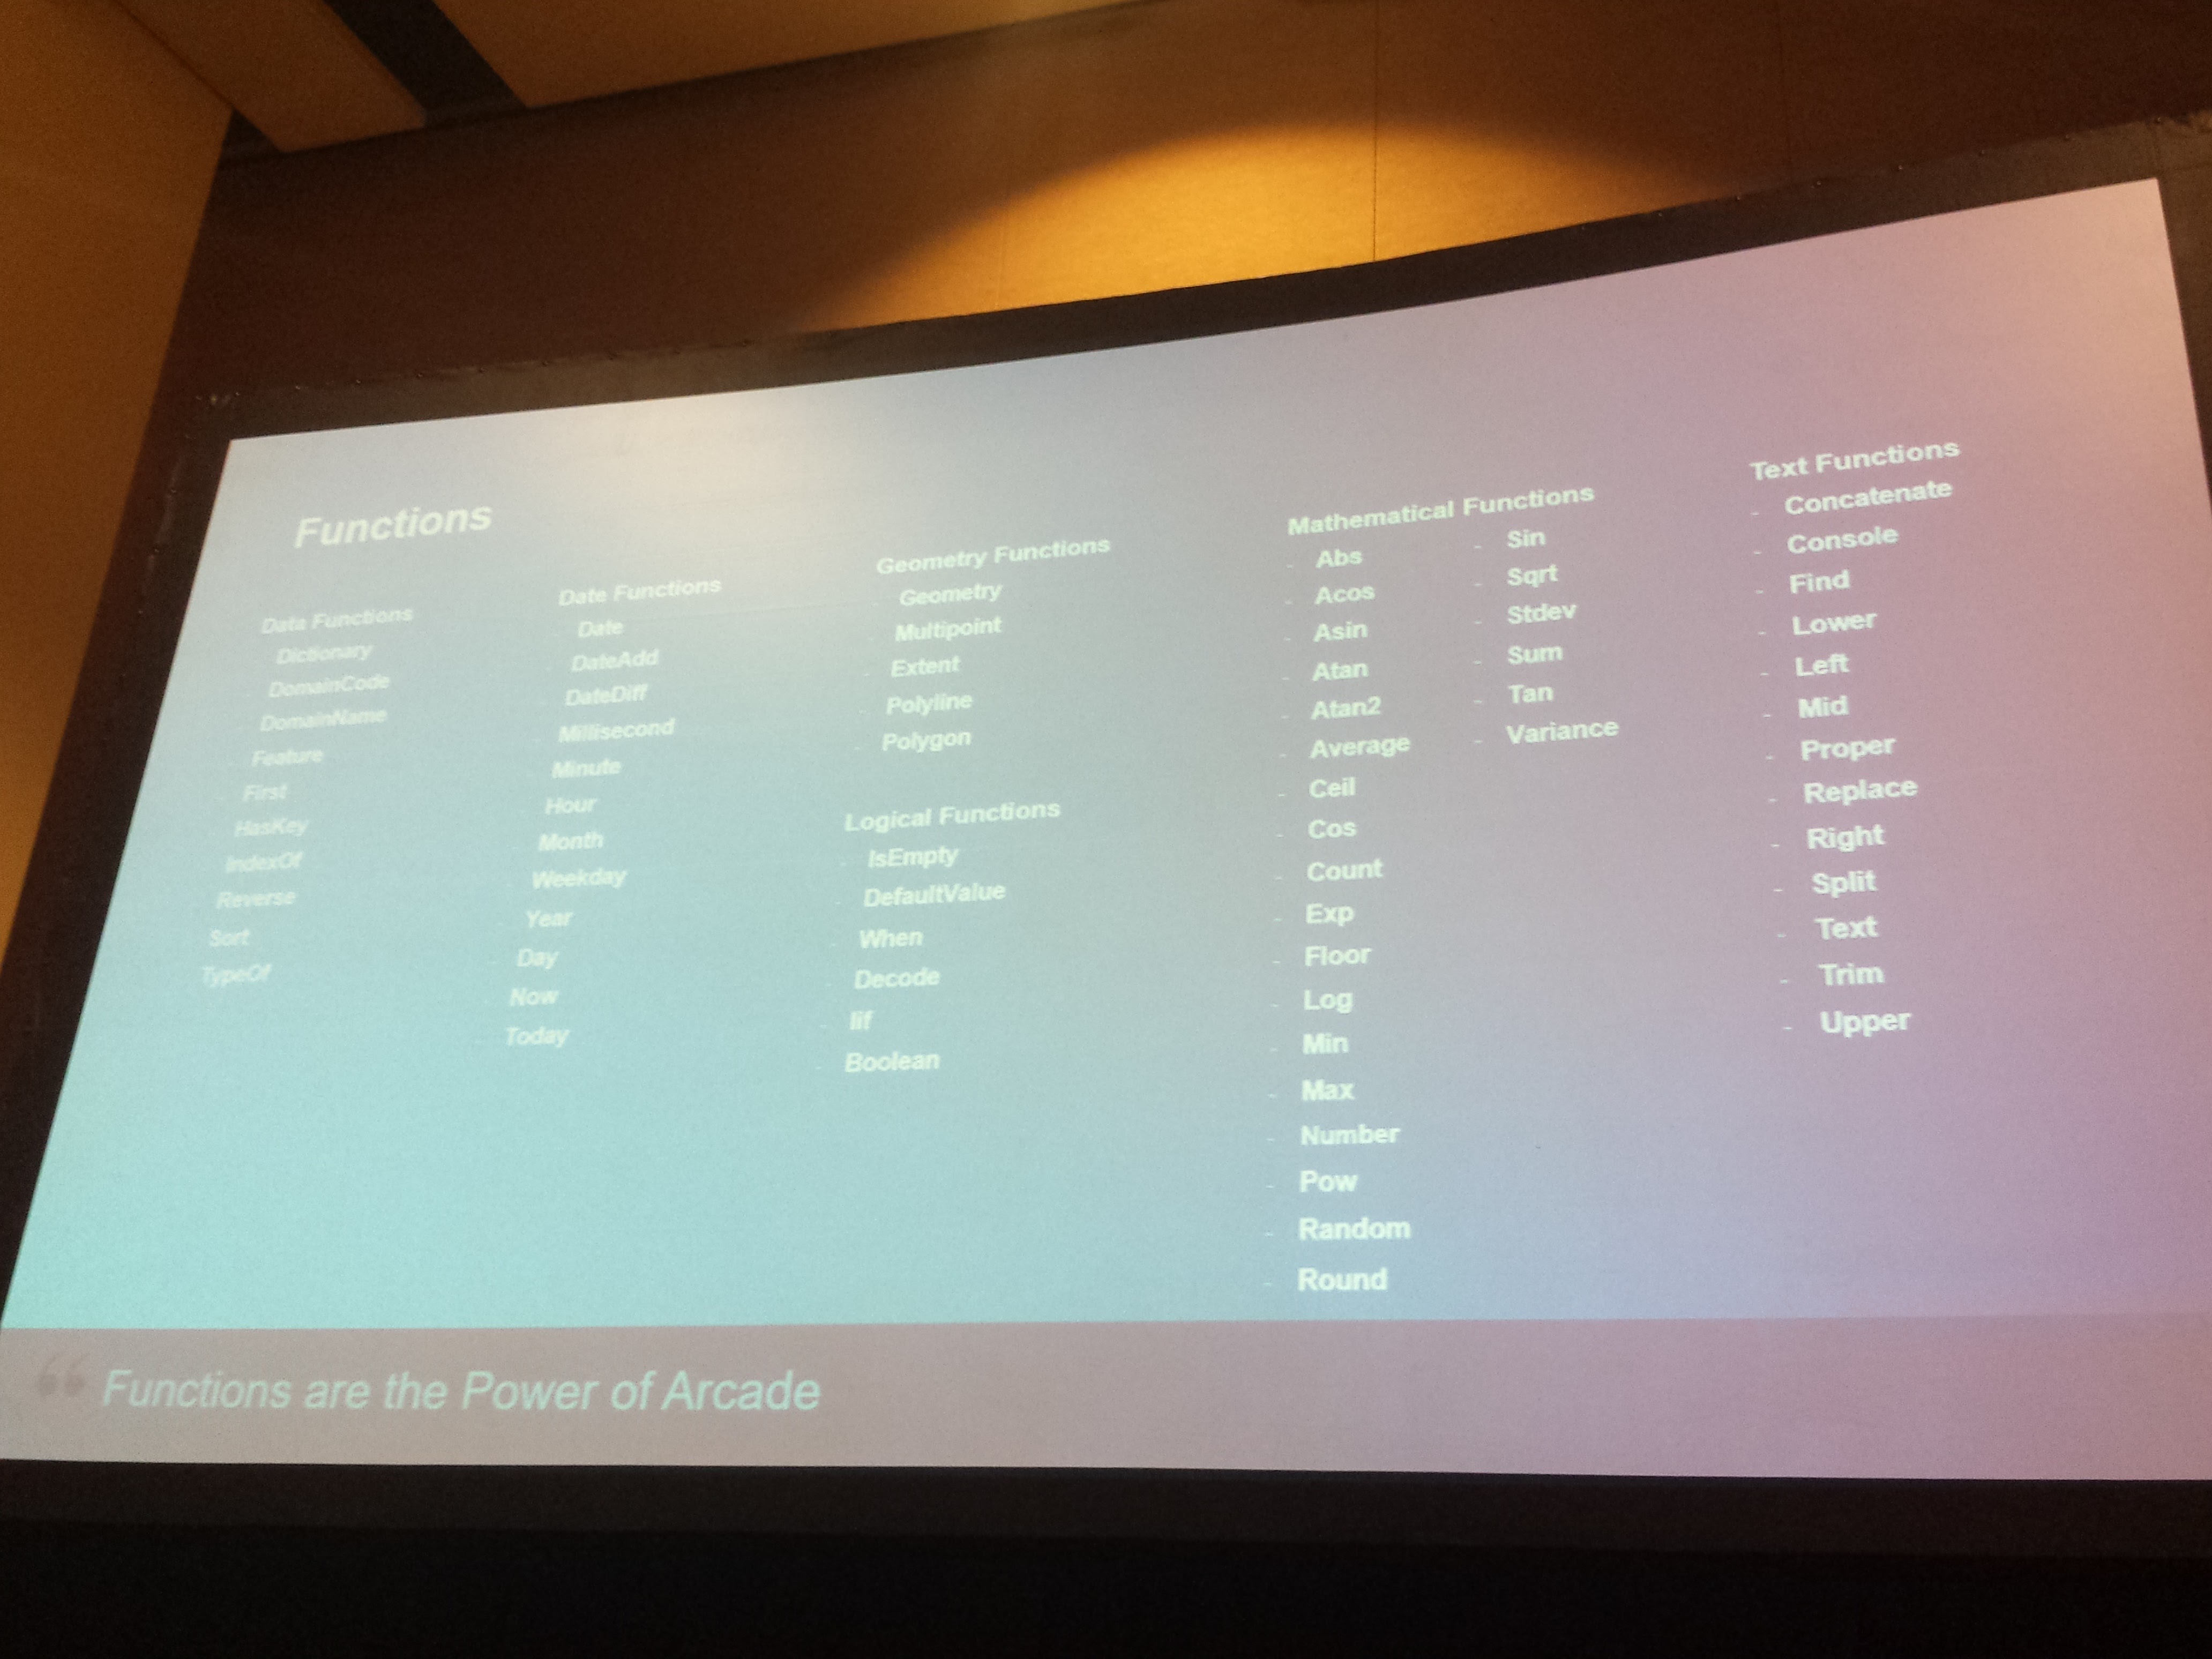 Functions
Data Functions
Dictionary
DomainCode
DomainName
Feature
First
HasKey
IndexOf
Reverse
Sort
TypeOf
Date Functions
Date
DateAdd
DateDiff
Millisecond
Minute
Hour
Month
Weekday
Year
Day
Now
Today
Geometry Functions
Geometry
Multipoint
Extent
Polyline
Polygon
Logical Functions
IsEmpty
DefaultValue
When
Decode
Iif
Boolean
Mathematical Functions
- Abs
- Acos
- Asin
- Atan
- Atan2
- Average
- Ceil
- Cos
- Count
- Exp
- Floor
- Log
- Min
- Max
- Number
- Pow
- Random
- Round
- Sin
- Sqrt
- Stdev
- Sum
- Tan
- Variance
Text Functions
- Concatenate
- Console
- Find
- Lower
- Left
- Mid
- Proper
- Replace
- Right
- Split
- Text
- Trim
- Upper
“ Functions are the Power of Arcade